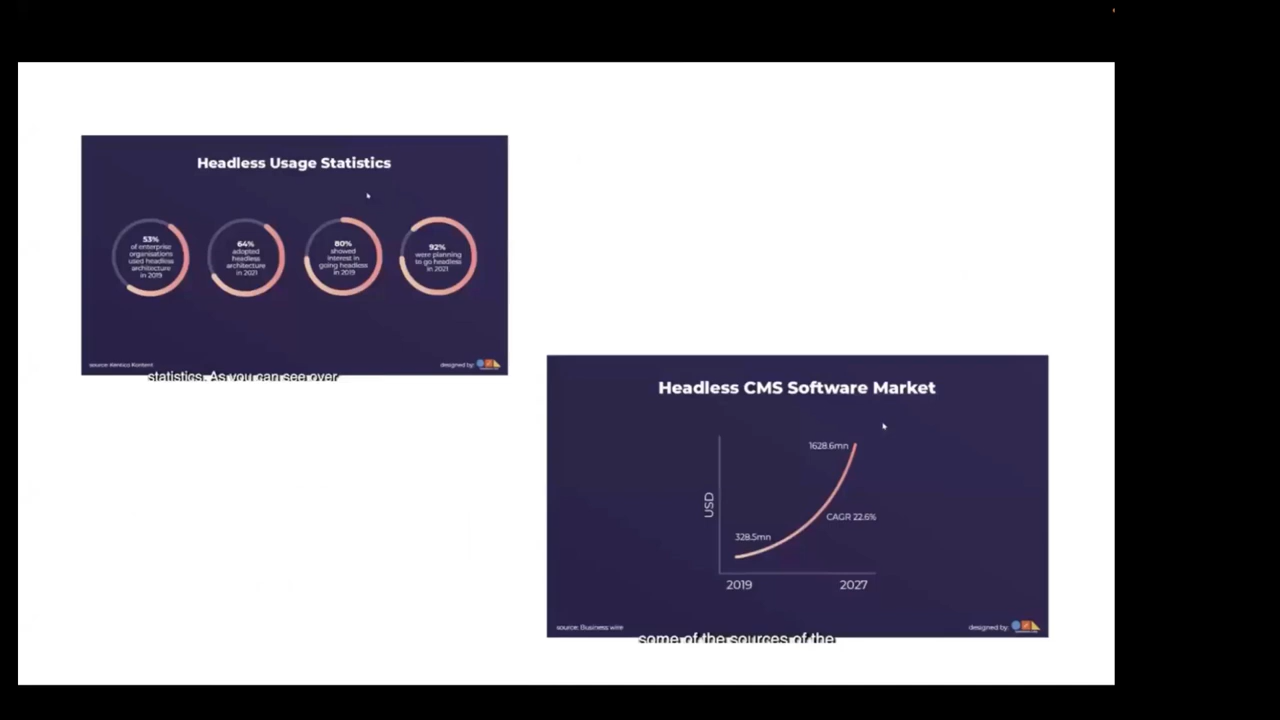 Headless Usage Statistics
53%
of enterprise
organisations
used headless
architecture
in 2019
64%
adopted
headless
architecture
in 2021
80%
showed
interest in
going headless
in 2019
92%
were planning
to go headless
in 2021
source: Kentico Kontent
designed by:
statistics. As you can see over
Headless CMS Software Market
1628.6mn
USD
CAGR 22.6%
328.5mn
2019
2027
source: Business wire
designed by:
some of the sources of the